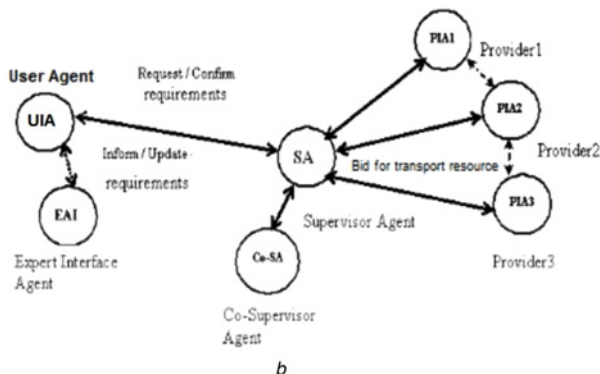 PIA1
Provider1
User Agent
Request / Confirm
requirements
PIA2
UIA
Inform / Update
requirements
SA
Bid for transport resource
Provider2
EAI
Supervisor Agent
PIA3
Expert Interface
Agent
Co-SA
Provider3
Co-Supervisor
Agent
b